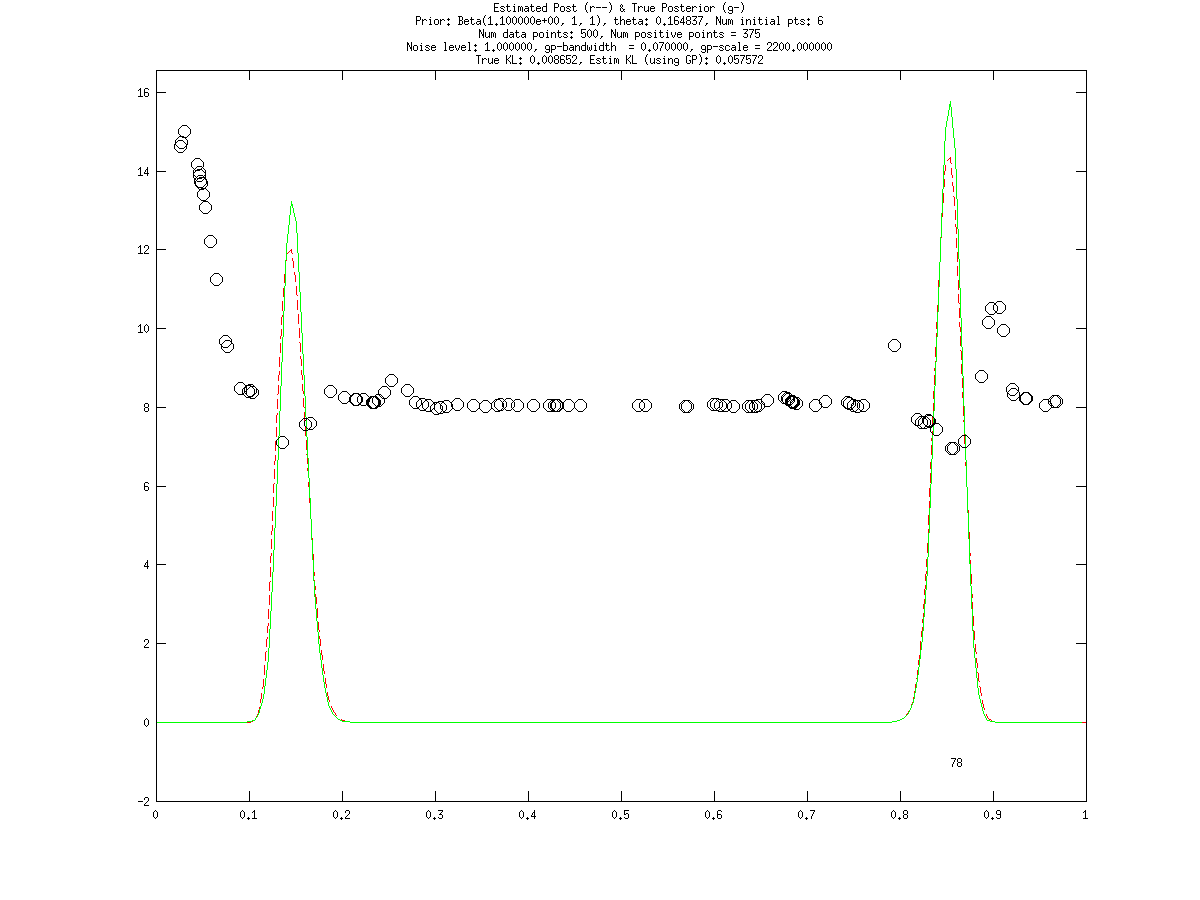 Estimated Post (r--) & True Posterior (g-)
Prior: Beta(1.100000e+00, 1, 1), theta: 0.164837, Num initial pts: 6
Num data points: 500, Num positive points = 375
Noise level: 1.000000, gp-bandwidth = 0.070000, gp-scale = 2200.000000
True KL: 0.008652, Estim KL (using GP): 0.057572
16
14
12
10
8
6
4
2
0
78
-2
0 0.1 0.2 0.3 0.4 0.5 0.6 0.7 0.8 0.9 1